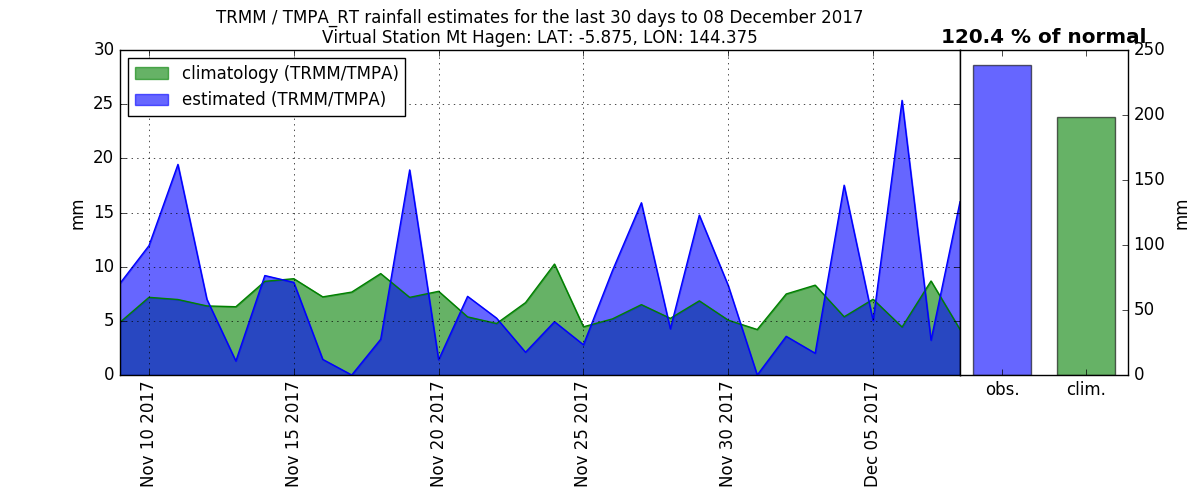 TRMM / TMPA_RT rainfall estimates for the last 30 days to 08 December 2017
Virtual Station Mt Hagen: LAT: -5.875, LON: 144.375
120.4 % of normal
climatology (TRMM/TMPA)
estimated (TRMM/TMPA)
30
25
20
15
10
5
0
mm
Nov 10 2017
Nov 15 2017
Nov 20 2017
Nov 25 2017
Nov 30 2017
Dec 05 2017
250
200
150
100
50
0
mm
obs.
clim.